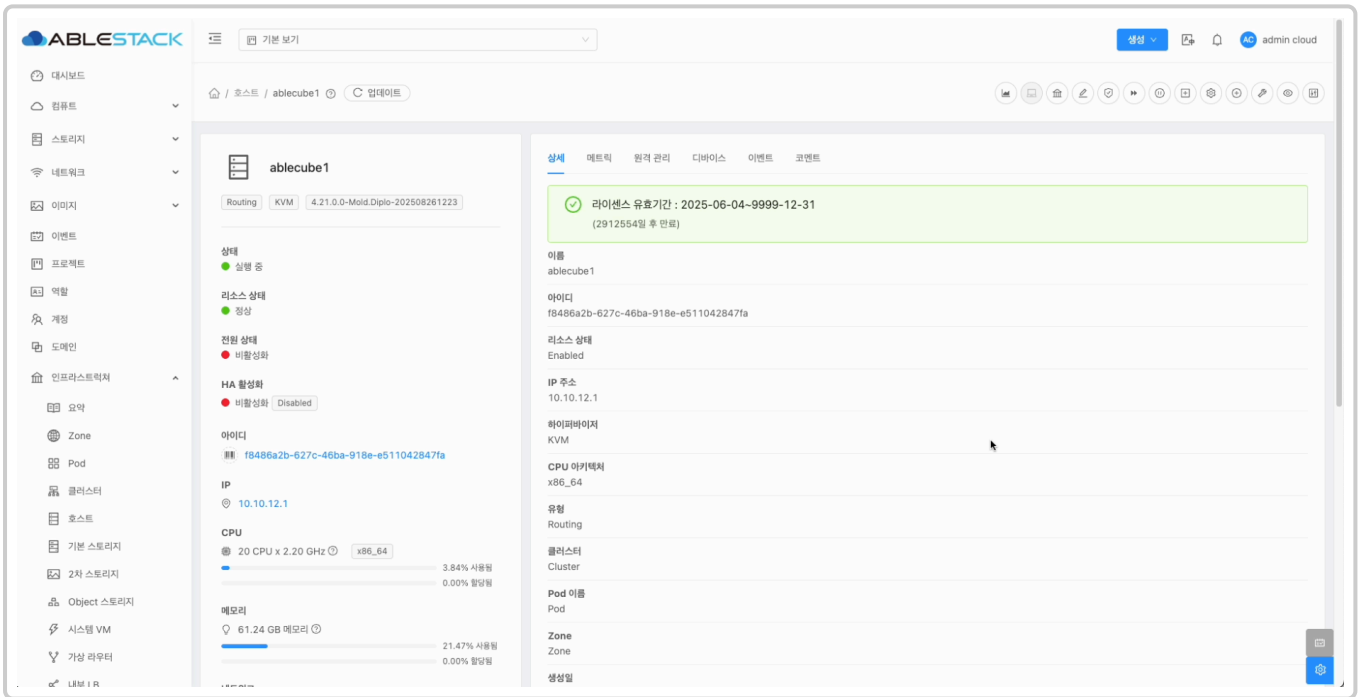 ABLESTACK
기본 보기
생성
AC admin cloud
대시보드
컴퓨트
스토리지
네트워크
이미지
이벤트
프로젝트
역할
계정
도메인
인프라스트럭쳐
요약
Zone
Pod
클러스터
호스트
기본 스토리지
2차 스토리지
Object 스토리지
시스템 VM
가상 라우터
내부 LB
/ 호스트 / ablecube1 업데이트
ablecube1
Routing KVM 4.21.0.0-Mold.Diplo-202508261223
상태
실행 중
리소스 상태
정상
전원 상태
비활성화
HA 활성화
비활성화 Disabled
아이디
f8486a2b-627c-46ba-918e-e511042847fa
IP
10.10.12.1
CPU
20 CPU x 2.20 GHz x86_64
3.84% 사용됨
0.00% 할당됨
메모리
61.24 GB 메모리
21.47% 사용됨
0.00% 할당됨
상세 메트릭 원격 관리 디바이스 이벤트 코멘트
라이센스 유효기간 : 2025-06-04~9999-12-31
(2912554일 후 만료)
이름
ablecube1
아이디
f8486a2b-627c-46ba-918e-e511042847fa
리소스 상태
Enabled
IP 주소
10.10.12.1
하이퍼바이저
KVM
CPU 아키텍처
x86_64
유형
Routing
클러스터
Cluster
Pod 이름
Pod
Zone
Zone
생성일